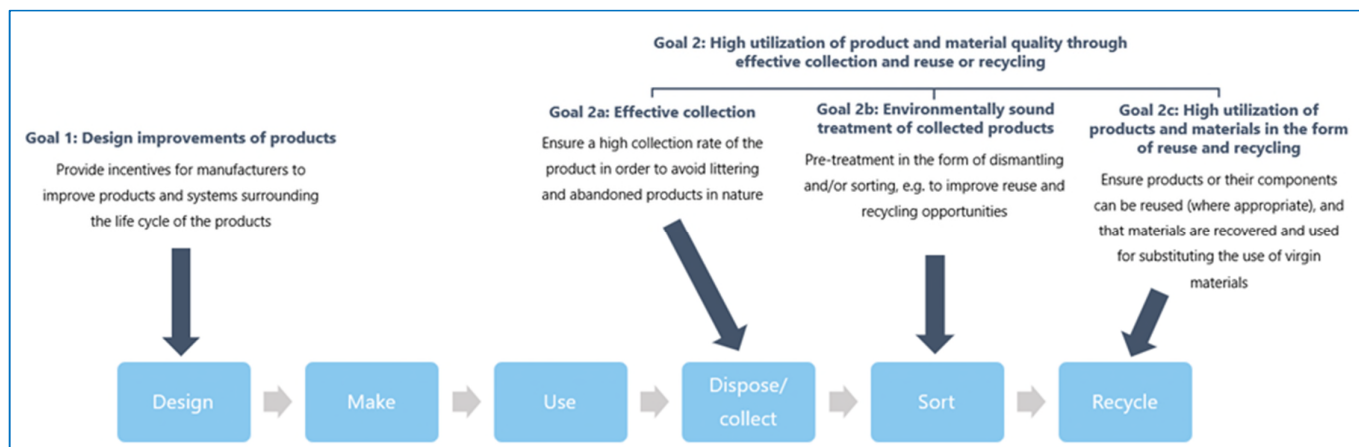 Goal 2: High utilization of product and material quality through
effective collection and reuse or recycling
Goal 1: Design improvements of products
Provide incentives for manufacturers to
improve products and systems surrounding
the life cycle of the products
Goal 2a: Effective collection
Ensure a high collection rate of the
product in order to avoid littering
and abandoned products in nature
Goal 2b: Environmentally sound
treatment of collected products
Pre-treatment in the form of dismantling
and/or sorting, e.g. to improve reuse and
recycling opportunities
Goal 2c: High utilization of
products and materials in the form
of reuse and recycling
Ensure products or their components
can be reused (where appropriate), and
that materials are recovered and used
for substituting the use of virgin
materials
Design
Make
Use
Dispose/
collect
Sort
Recycle